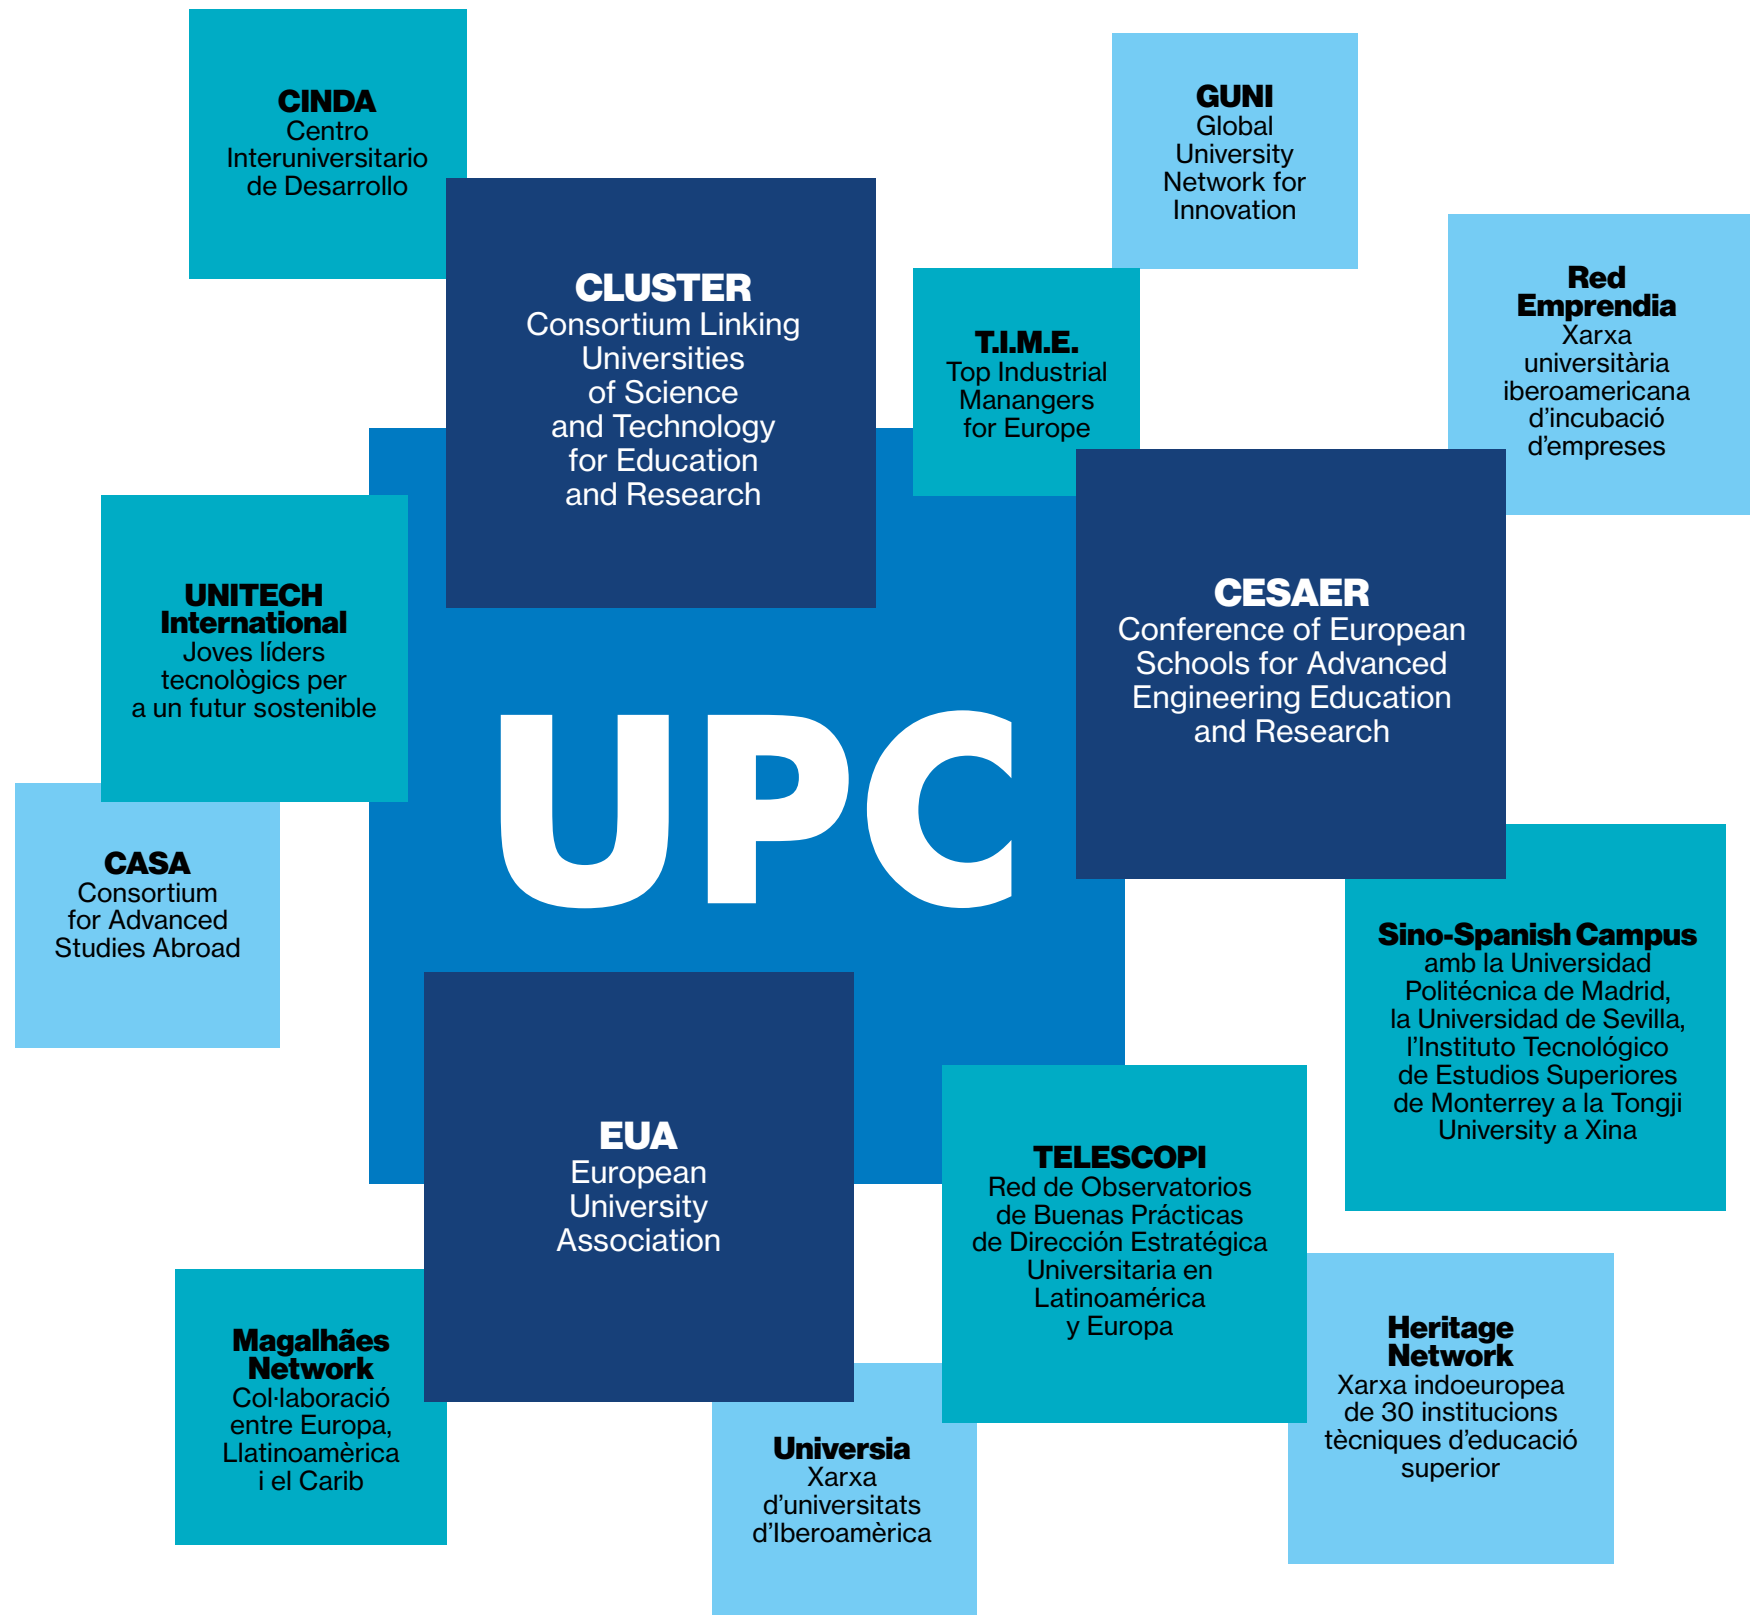 CINDA
Centro
Interuniversitario
de Desarrollo
GUNI
Global
University
Network for
Innovation
CLUSTER
Consortium Linking
Universities
of Science
and Technology
for Education
and Research
T.I.M.E.
Top Industrial
Manangers
for Europe
Red
Emprendia
Xarxa
universitària
iberoamericana
d’incubació
d’empreses
UNITECH
International
Joves líders
tecnològics per
a un futur sostenible
CESAER
Conference of European
Schools for Advanced
Engineering Education
and Research
UPC
CASA
Consortium
for Advanced
Studies Abroad
Sino-Spanish Campus
amb la Universidad
Politécnica de Madrid,
la Universidad de Sevilla,
l’Instituto Tecnológico
de Estudios Superiores
de Monterrey a la Tongji
University a Xina
EUA
European
University
Association
TELESCOPI
Red de Observatorios
de Buenas Prácticas
de Dirección Estratégica
Universitaria en
Latinoamérica
y Europa
Magalhães
Network
Col·laboració
entre Europa,
Llatinoamèrica
i el Carib
Universia
Xarxa
d’universitats
d’Iberoamèrica
Heritage
Network
Xarxa indoeuropea
de 30 institucions
tècniques d’educació
superior